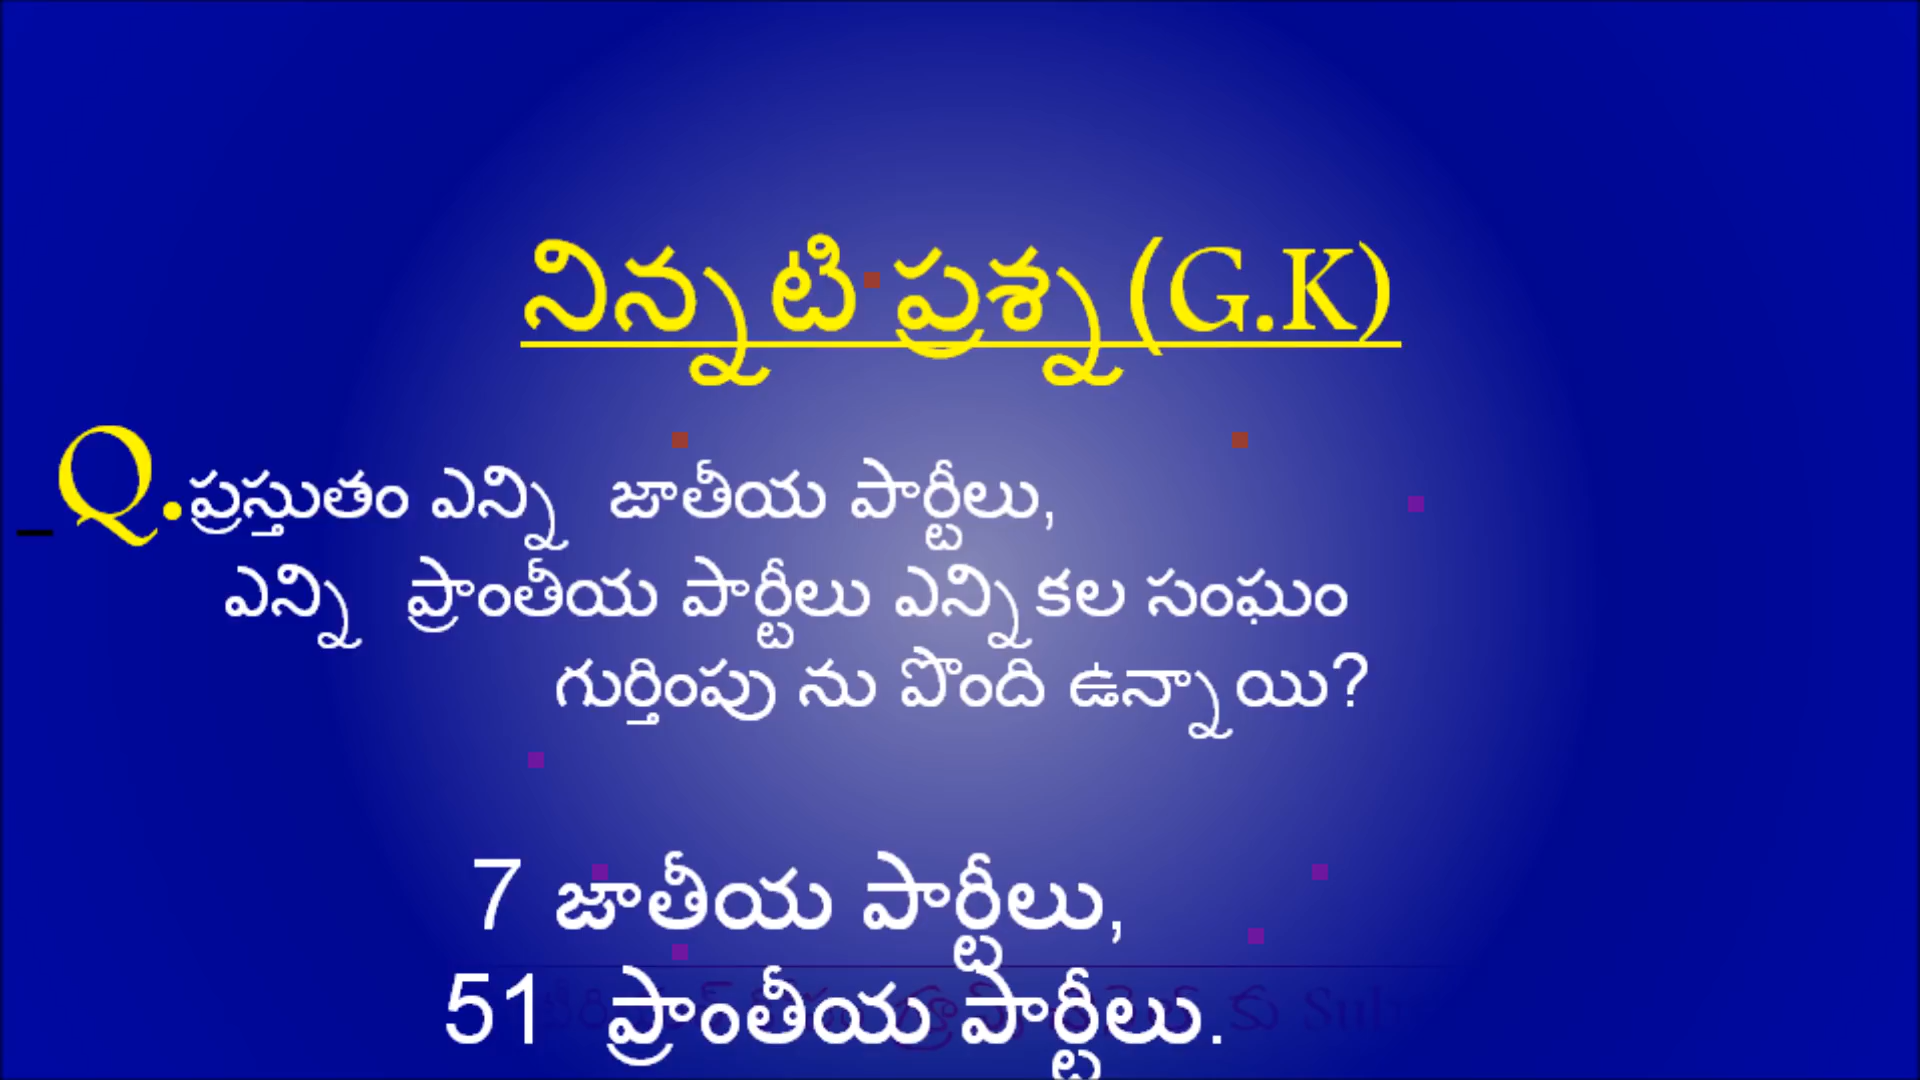 నిన్నటి ప్రశ్న (G.K)
Q.ప్రస్తుతం ఎన్ని జాతీయ పార్టీలు,
ఎన్ని ప్రాంతీయ పార్టీలు ఎన్నికల సంఘం
గుర్తింపు ను పొంది ఉన్నాయి?
7 జాతీయ పార్టీలు,
51 ప్రాంతీయ పార్టీలు.